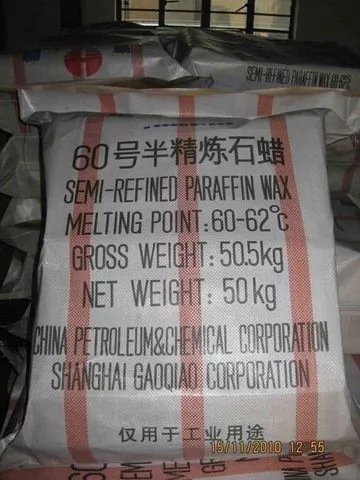 SEMI-REFINED PARAFFIN WAX
60号半精炼石蜡
SEMI-REFINED PARAFFIN WAX
MELTING POINT:60-62℃
GROSS WEIGHT:50.5kg
NET WEIGHT:50kg
CHINA PETROLEUM&CHEMICAL CORPORATION
SHANGHAI GAOQIAO CORPORATION
仅用于工业用途
15/11/2010 12:55